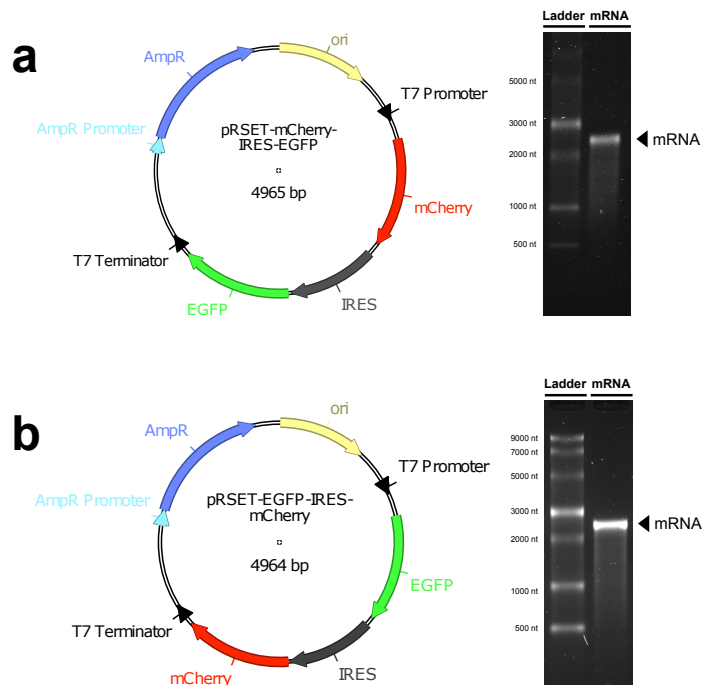 a
ori
AmpR
T7 Promoter
AmpR Promoter
pRSET-mCherry-
IRES-EGFP
4965 bp
mCherry
T7 Terminator
EGFP
IRES
Ladder mRNA
5000 nt
3000 nt
2000 nt
1000 nt
500 nt
mRNA
b
ori
AmpR
T7 Promoter
AmpR Promoter
pRSET-EGFP-IRES-
mCherry
4964 bp
EGFP
T7 Terminator
mCherry
IRES
Ladder mRNA
9000 nt
7000 nt
5000 nt
3000 nt
2000 nt
1000 nt
500 nt
mRNA